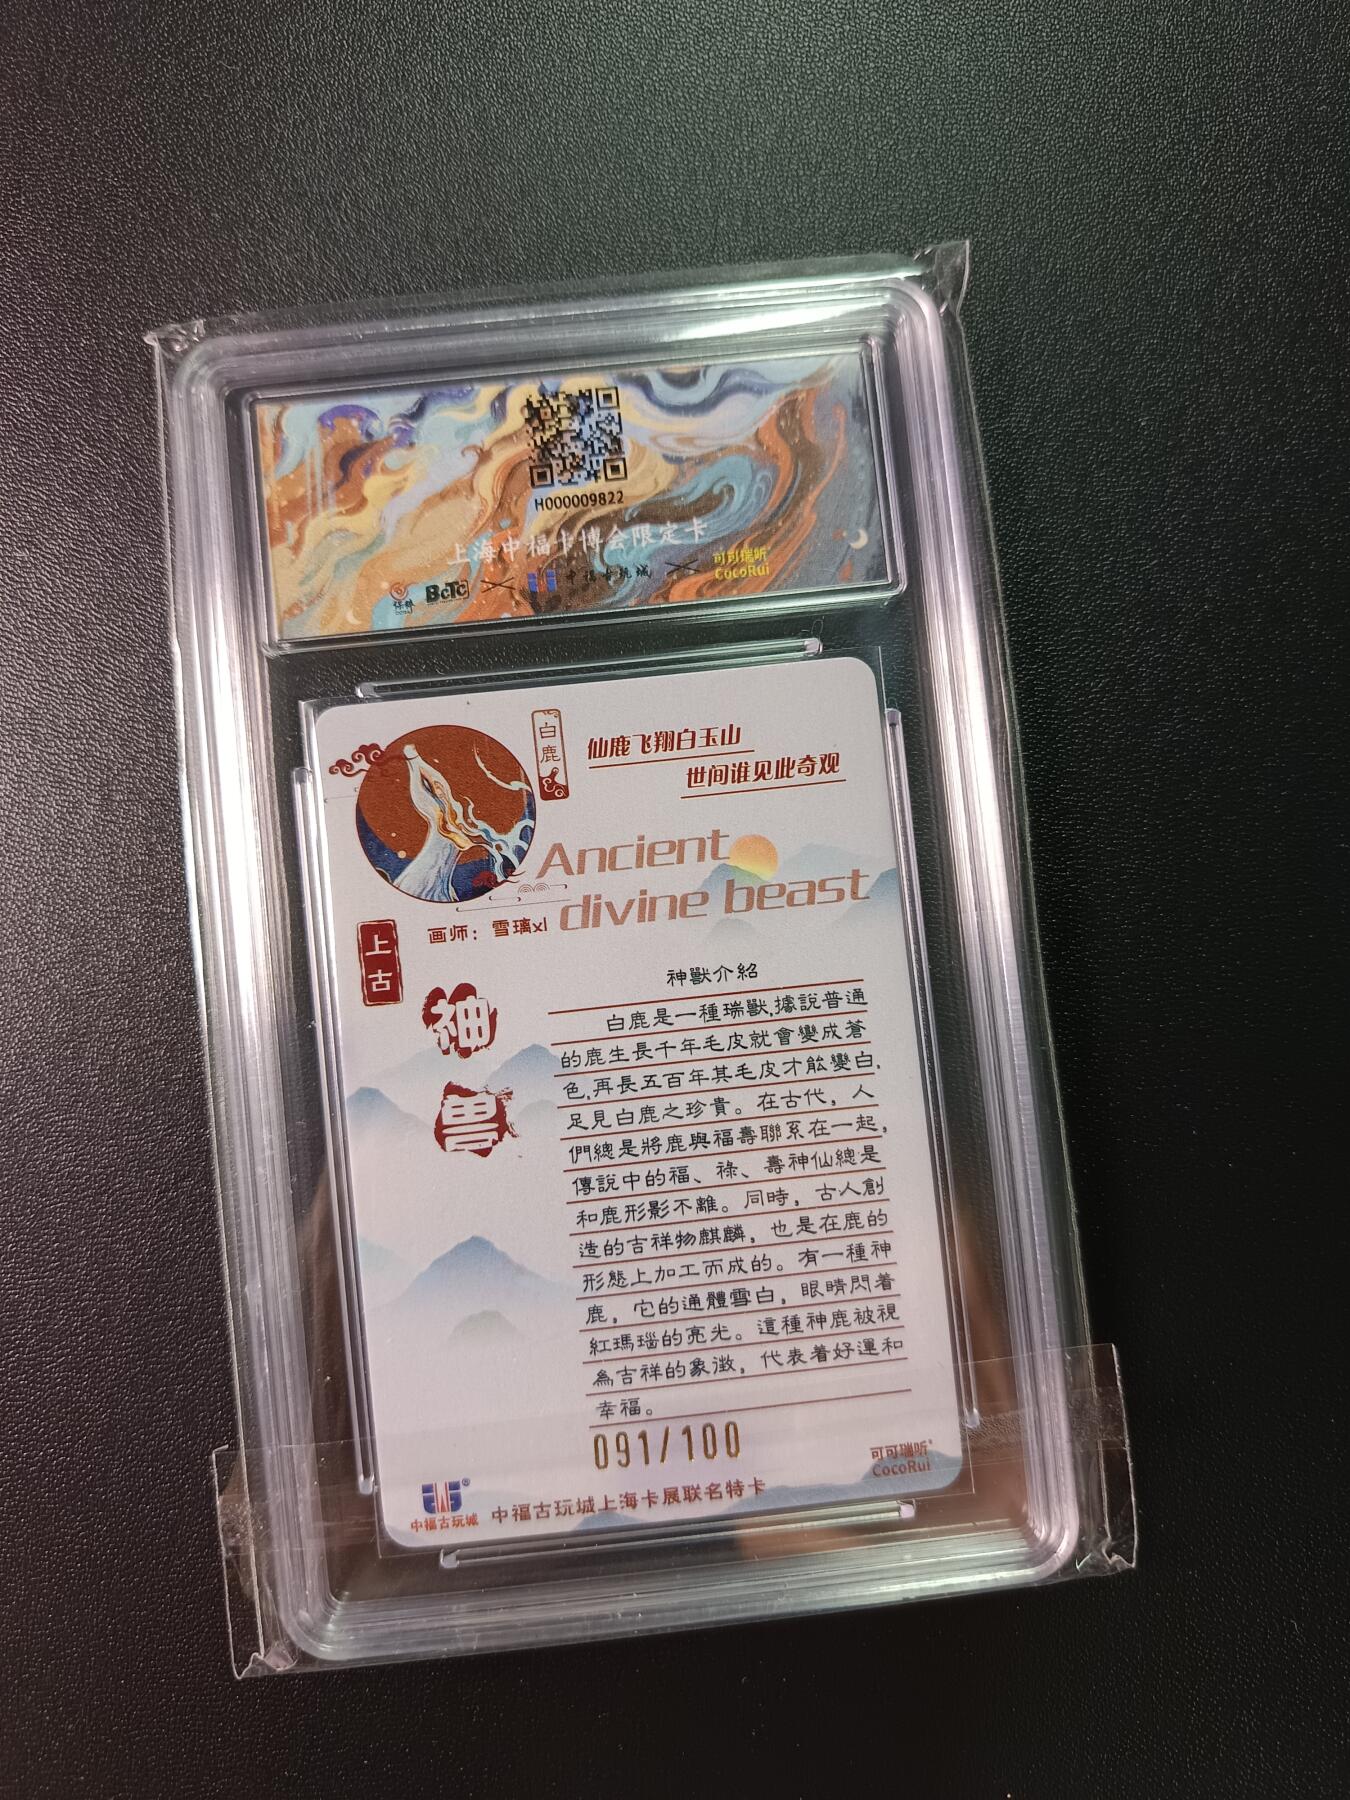 H000009822
上海中福卡博会限定卡
保粹 BcTc 中福古玩城 可可瑞昕 CocoRui
白鹿
仙鹿飞翔白玉山
世间谁见此奇观
Ancient
divine beast
画师：雪璃xl
上古
神兽
神獸介紹
白鹿是一種瑞獸,據說普通
的鹿生長千年毛皮就會變成蒼
色,再長五百年其毛皮才能變白,
足見白鹿之珍貴。在古代，人
們總是將鹿與福壽聯系在一起，
傳說中的福、祿、壽神仙總是
和鹿形影不離。同時，古人創
造的吉祥物麒麟，也是在鹿的
形態上加工而成的。有一種神
鹿，它的通體雪白，眼睛閃着
紅瑪瑙的亮光。這種神鹿被視
為吉祥的象徵，代表着好運和
幸福。
091/100
中福古玩城
中福古玩城上海卡展联名特卡
可可瑞昕
CocoRui